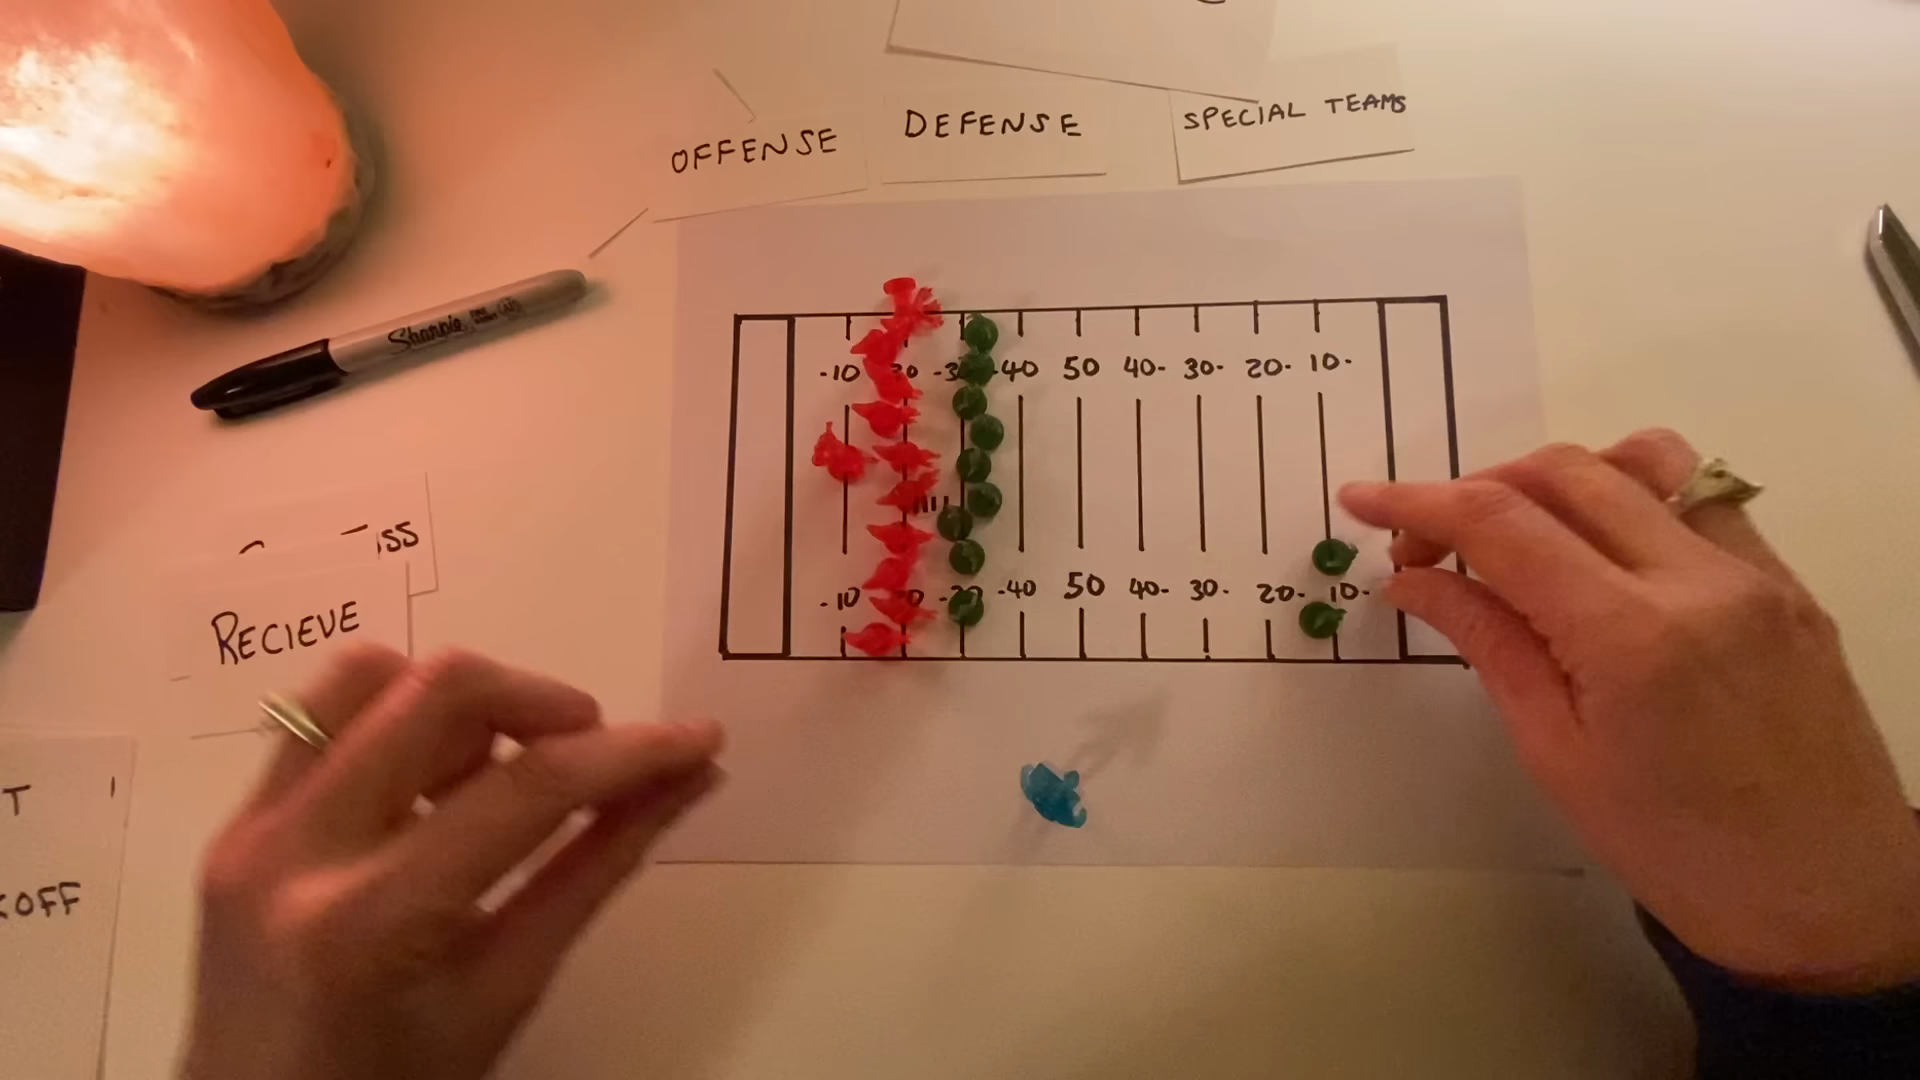 OFFENSE
DEFENSE
SPECIAL TEAMS
Sharpie
-10 -40 50 40- 30- 20- 10-
RECIEVE
-10 -40 50 40- 30- 20- 10-